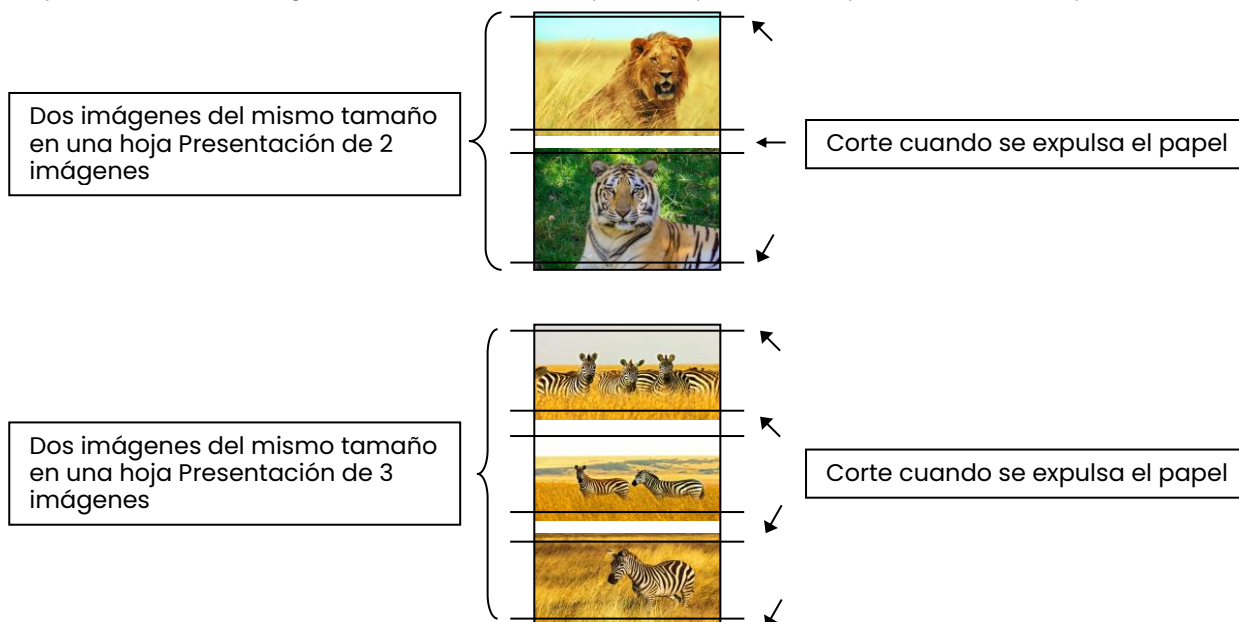 Dos imágenes del mismo tamaño
en una hoja Presentación de 2
imágenes
Corte cuando se expulsa el papel
Dos imágenes del mismo tamaño
en una hoja Presentación de 3
imágenes
Corte cuando se expulsa el papel